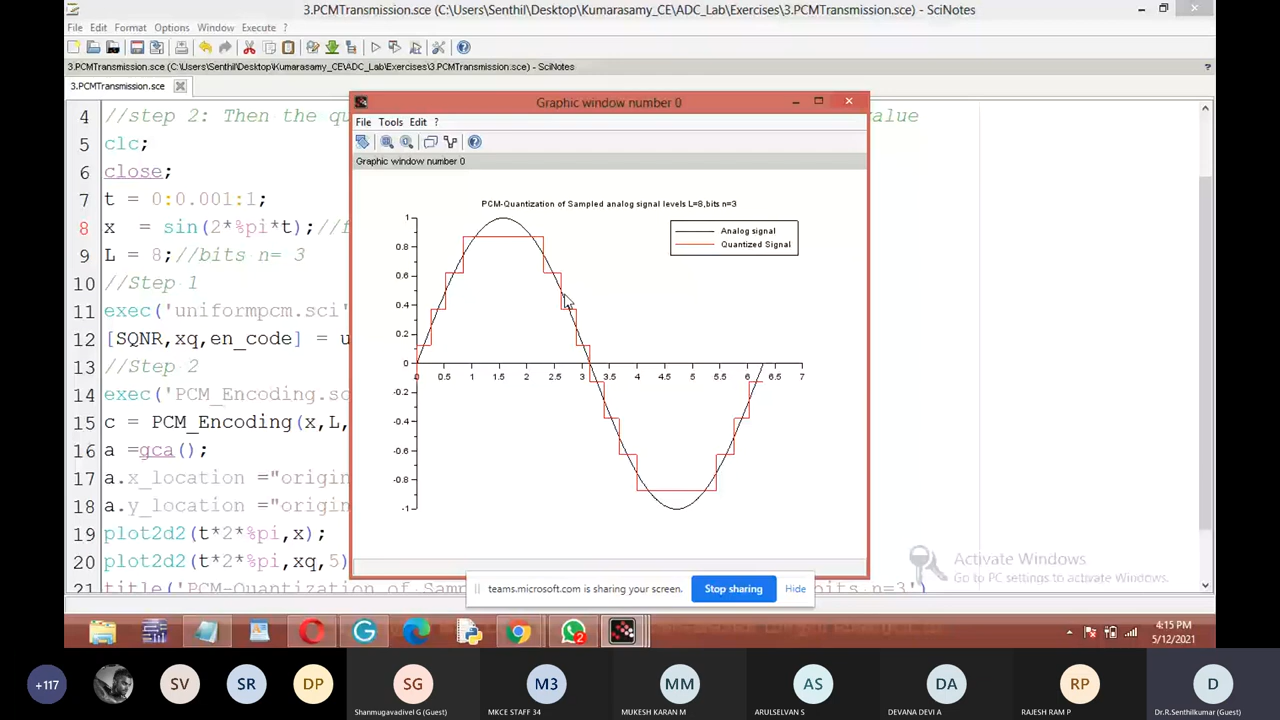 3.PCMTransmission.sce (C:\Users\Senthil\Desktop\Kumarasamy_CE\ADC_Lab\Exercises\3.PCMTransmission.sce) - SciNotes
File Edit Format Options Window Execute ?
3.PCMTransmission.sce (C:\Users\Senthil\Desktop\Kumarasamy_CE\ADC_Lab\Exercises\3.PCMTransmission.sce) - SciNotes
?
3.PCMTransmission.sce
4 //step 2: Then the qu value
5 clc;
6 close;
7 t = 0:0.001:1;
8 x = sin(2*%pi*t);//f
9 L = 8;//bits n= 3
10 //Step 1
11 exec('uniformpcm.sci'
12 [SQNR,xq,en_code] = u
13 //Step 2
14 exec('PCM_Encoding.sc
15 c = PCM_Encoding(x,L,
16 a =gca();
17 a.x_location ="origin
18 a.y_location ="origin
19 plot2d2(t*2*%pi,x);
20 plot2d2(t*2*%pi,xq,5)
21 title('PCM-Quantization of Sam bits n=3')
Graphic window number 0
File Tools Edit ?
Graphic window number 0
PCM-Quantization of Sampled analog signal levels L=8,bits n=3
Analog signal
Quantized Signal
1
0.8
0.6
0.4
0.2
0
-0.2
-0.4
-0.6
-0.8
-1
0 0.5 1 1.5 2 2.5 3 3.5 4 4.5 5 5.5 6 6.5 7
Activate Windows
Go to PC settings to activate Windows.
teams.microsoft.com is sharing your screen. Stop sharing Hide
2
4:15 PM
5/12/2021
+117 SV SR DP SG M3 MM AS DA RP D
Shanmugavadivel G (Guest) MKCE STAFF 34 MUKESH KARAN M ARULSELVAN S DEVANA DEVI A RAJESH RAM P Dr.R.Senthilkumar (Guest)